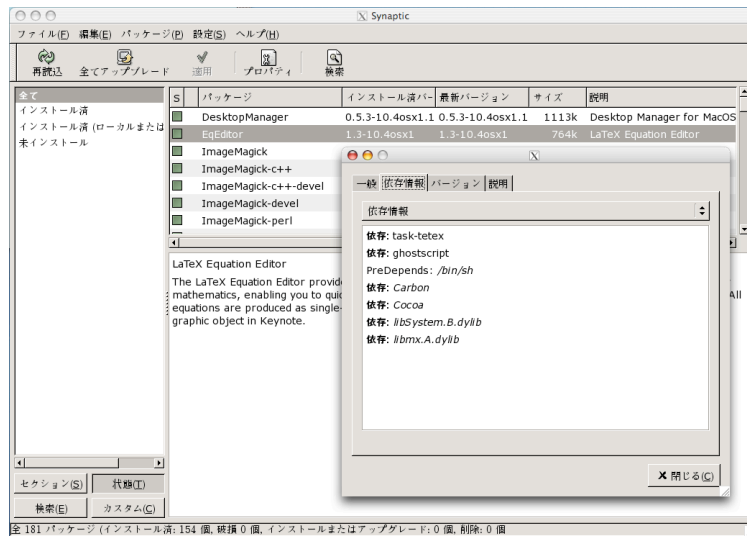 X Synaptic
ファイル(F) 編集(E) パッケージ(P) 設定(S) ヘルプ(H)
再読込 全てアップグレード 適用 プロパティ 検索
全て
インストール済
インストール済 (ローカルまたは
未インストール
S パッケージ インストール済バー 最新バージョン サイズ 説明
DesktopManager 0.5.3-10.4osx1.1 0.5.3-10.4osx1.1 1113k Desktop Manager for MacOS
EqEditor 1.3-10.4osx1 1.3-10.4osx1 764k LaTeX Equation Editor
ImageMagick
ImageMagick-c++
ImageMagick-c++-devel
ImageMagick-devel
ImageMagick-perl
LaTeX Equation Editor
The LaTeX Equation Editor provid
mathematics, enabling you to quic
All
equations are produced as single-
graphic object in Keynote.
X
一般 依存情報 バージョン 説明
依存情報
依存: task-tetex
依存: ghostscript
PreDepends: /bin/sh
依存: Carbon
依存: Cocoa
依存: libSystem.B.dylib
依存: libmx.A.dylib
閉じる(C)
セクション(S) 状態(T)
検索(E) カスタム(C)
全 181 パッケージ (インストール済: 154 個, 破損 0 個, インストールまたはアップグレード: 0 個, 削除: 0 個